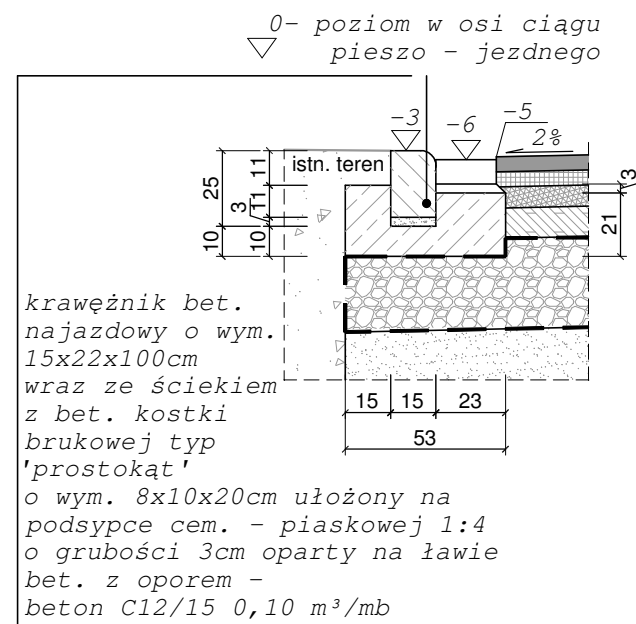 0- poziom w osi ciągu
pieszo - jezdnego
-3
-6
-5
2%
istn. teren
25
11
11
3
10
10
3
21
krawężnik bet.
najazdowy o wym.
15x22x100cm
wraz ze ściekiem
z bet. kostki
brukowej typ
'prostokąt'
o wym. 8x10x20cm ułożony na
podsypce cem. - piaskowej 1:4
o grubości 3cm oparty na ławie
bet. z oporem -
beton C12/15 0,10 m³/mb
15 15 23
53